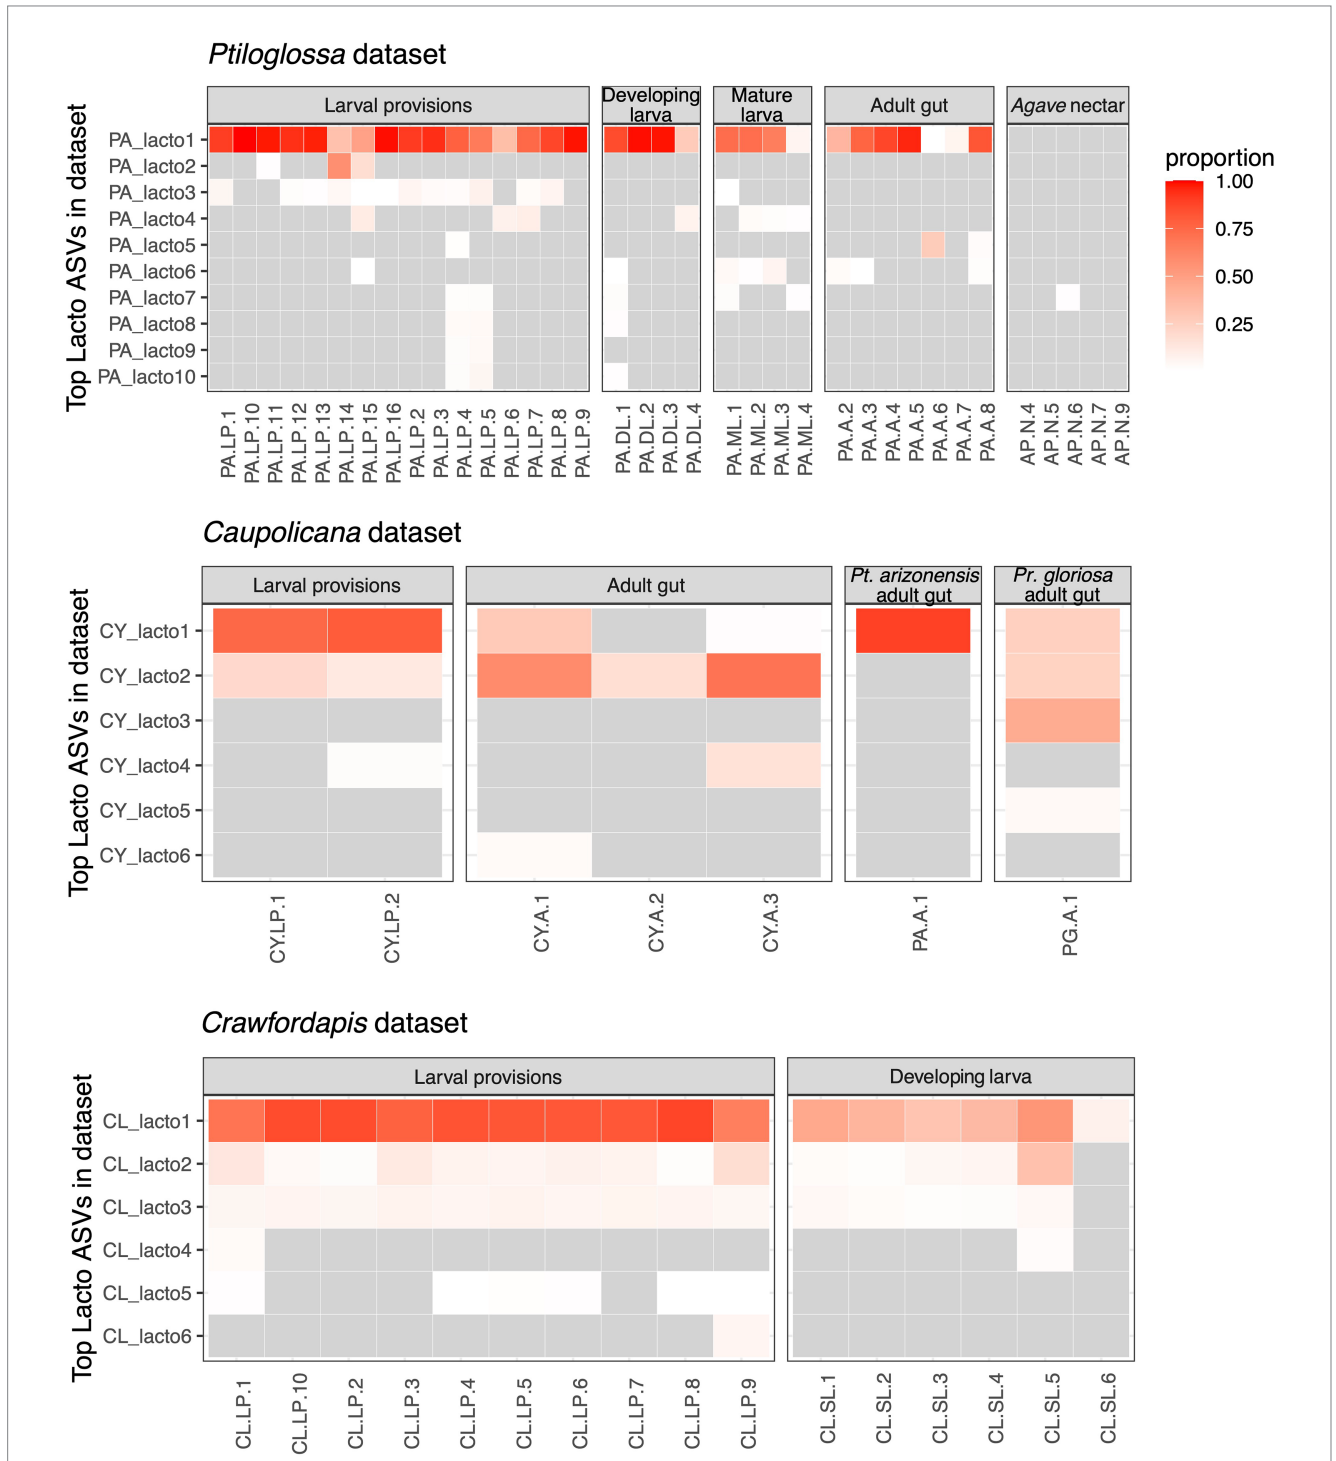 Ptiloglossa dataset
Larval provisions
Developing
larva
Mature
larva
Adult gut
Agave nectar
Top Lacto ASVs in dataset
PA_lacto1
PA_lacto2
PA_lacto3
PA_lacto4
PA_lacto5
PA_lacto6
PA_lacto7
PA_lacto8
PA_lacto9
PA_lacto10
PA.LP.1
PA.LP.10
PA.LP.11
PA.LP.12
PA.LP.13
PA.LP.14
PA.LP.15
PA.LP.16
PA.LP.2
PA.LP.3
PA.LP.4
PA.LP.5
PA.LP.6
PA.LP.7
PA.LP.8
PA.LP.9
PA.DL.1
PA.DL.2
PA.DL.3
PA.DL.4
PA.ML.1
PA.ML.2
PA.ML.3
PA.ML.4
PA.A.2
PA.A.3
PA.A.4
PA.A.5
PA.A.6
PA.A.7
PA.A.8
AP.N.4
AP.N.5
AP.N.6
AP.N.7
AP.N.9
proportion
1.00
0.75
0.50
0.25
Caupolicana dataset
Larval provisions
Adult gut
Pt. arizonensis
adult gut
Pr. gloriosa
adult gut
Top Lacto ASVs in dataset
CY_lacto1
CY_lacto2
CY_lacto3
CY_lacto4
CY_lacto5
CY_lacto6
CY.LP.1
CY.LP.2
CY.A.1
CY.A.2
CY.A.3
PA.A.1
PG.A.1
Crawfordapis dataset
Larval provisions
Developing larva
Top Lacto ASVs in dataset
CL_lacto1
CL_lacto2
CL_lacto3
CL_lacto4
CL_lacto5
CL_lacto6
CL.LP.1
CL.LP.10
CL.LP.2
CL.LP.3
CL.LP.4
CL.LP.5
CL.LP.6
CL.LP.7
CL.LP.8
CL.LP.9
CL.SL.1
CL.SL.2
CL.SL.3
CL.SL.4
CL.SL.5
CL.SL.6